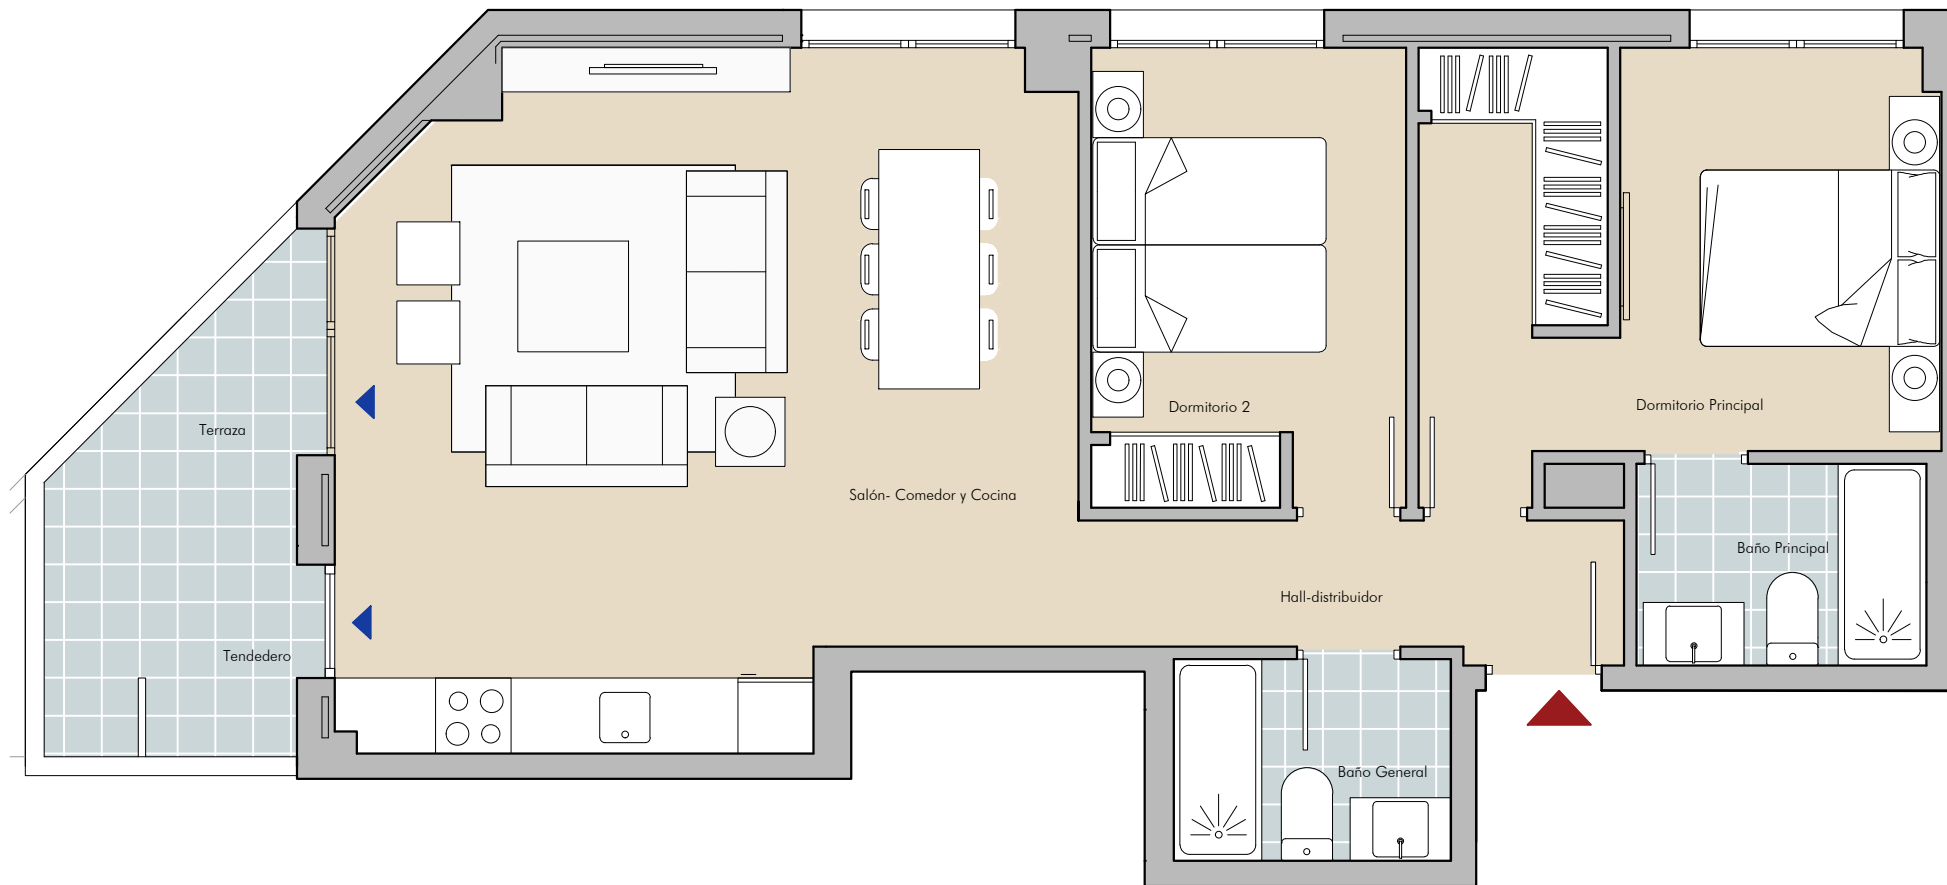 Terraza
Dormitorio 2
Dormitorio Principal
Salón- Comedor y Cocina
Baño Principal
Hall-distribuidor
Tendedero
Baño General